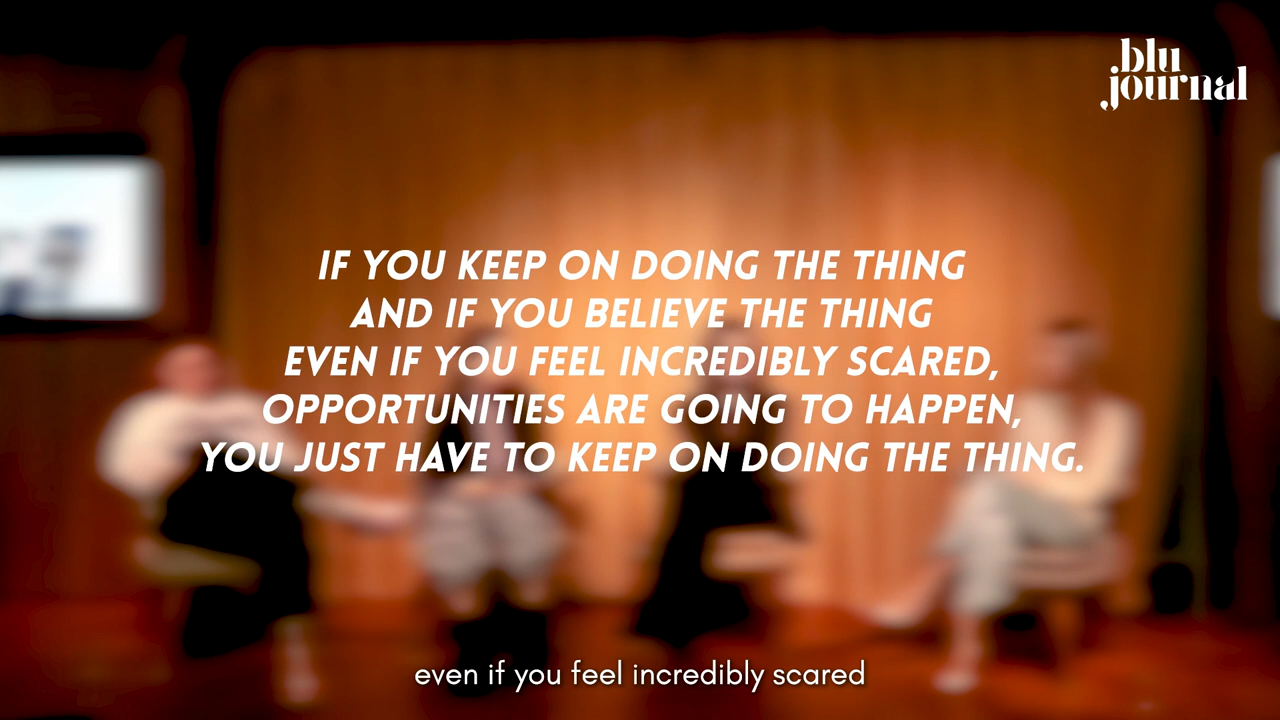 blu
journal
IF YOU KEEP ON DOING THE THING
AND IF YOU BELIEVE THE THING
EVEN IF YOU FEEL INCREDIBLY SCARED,
OPPORTUNITIES ARE GOING TO HAPPEN,
YOU JUST HAVE TO KEEP ON DOING THE THING.
even if you feel incredibly scared